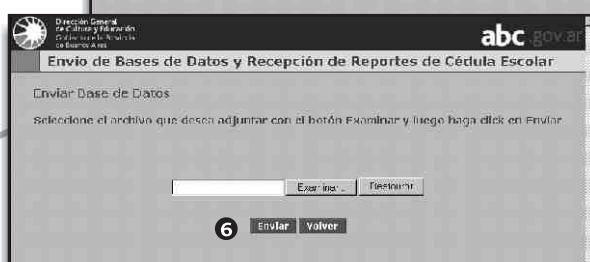 Dirección General
de Cultura y Educación
Gobierno de la Provincia
de Buenos Aires
abc.gov.ar
Envío de Bases de Datos y Recepción de Reportes de Cédula Escolar
Enviar Base de Datos
Seleccione el archivo que desea adjuntar con el botón Examinar y luego haga click en Enviar
Examinar... Restaurar
6 Enviar Volver